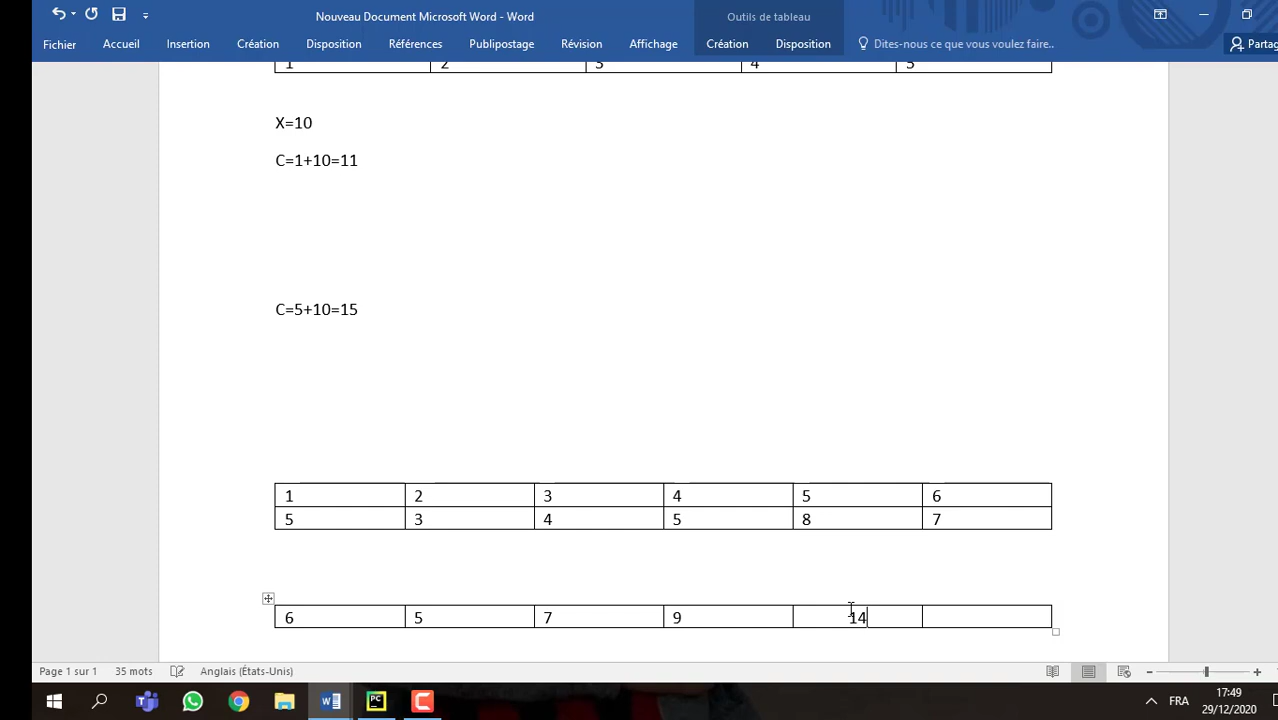 Nouveau Document Microsoft Word - Word
Outils de tableau
Fichier Accueil Insertion Création Disposition Références Publipostage Révision Affichage Création Disposition Dites-nous ce que vous voulez faire..
1 2 3 4 5
X=10
C=1+10=11
C=5+10=15
1 2 3 4 5 6
5 3 4 5 8 7
6 5 7 9 14
Page 1 sur 1 35 mots Anglais (États-Unis)
FR 17:49
29/12/2020